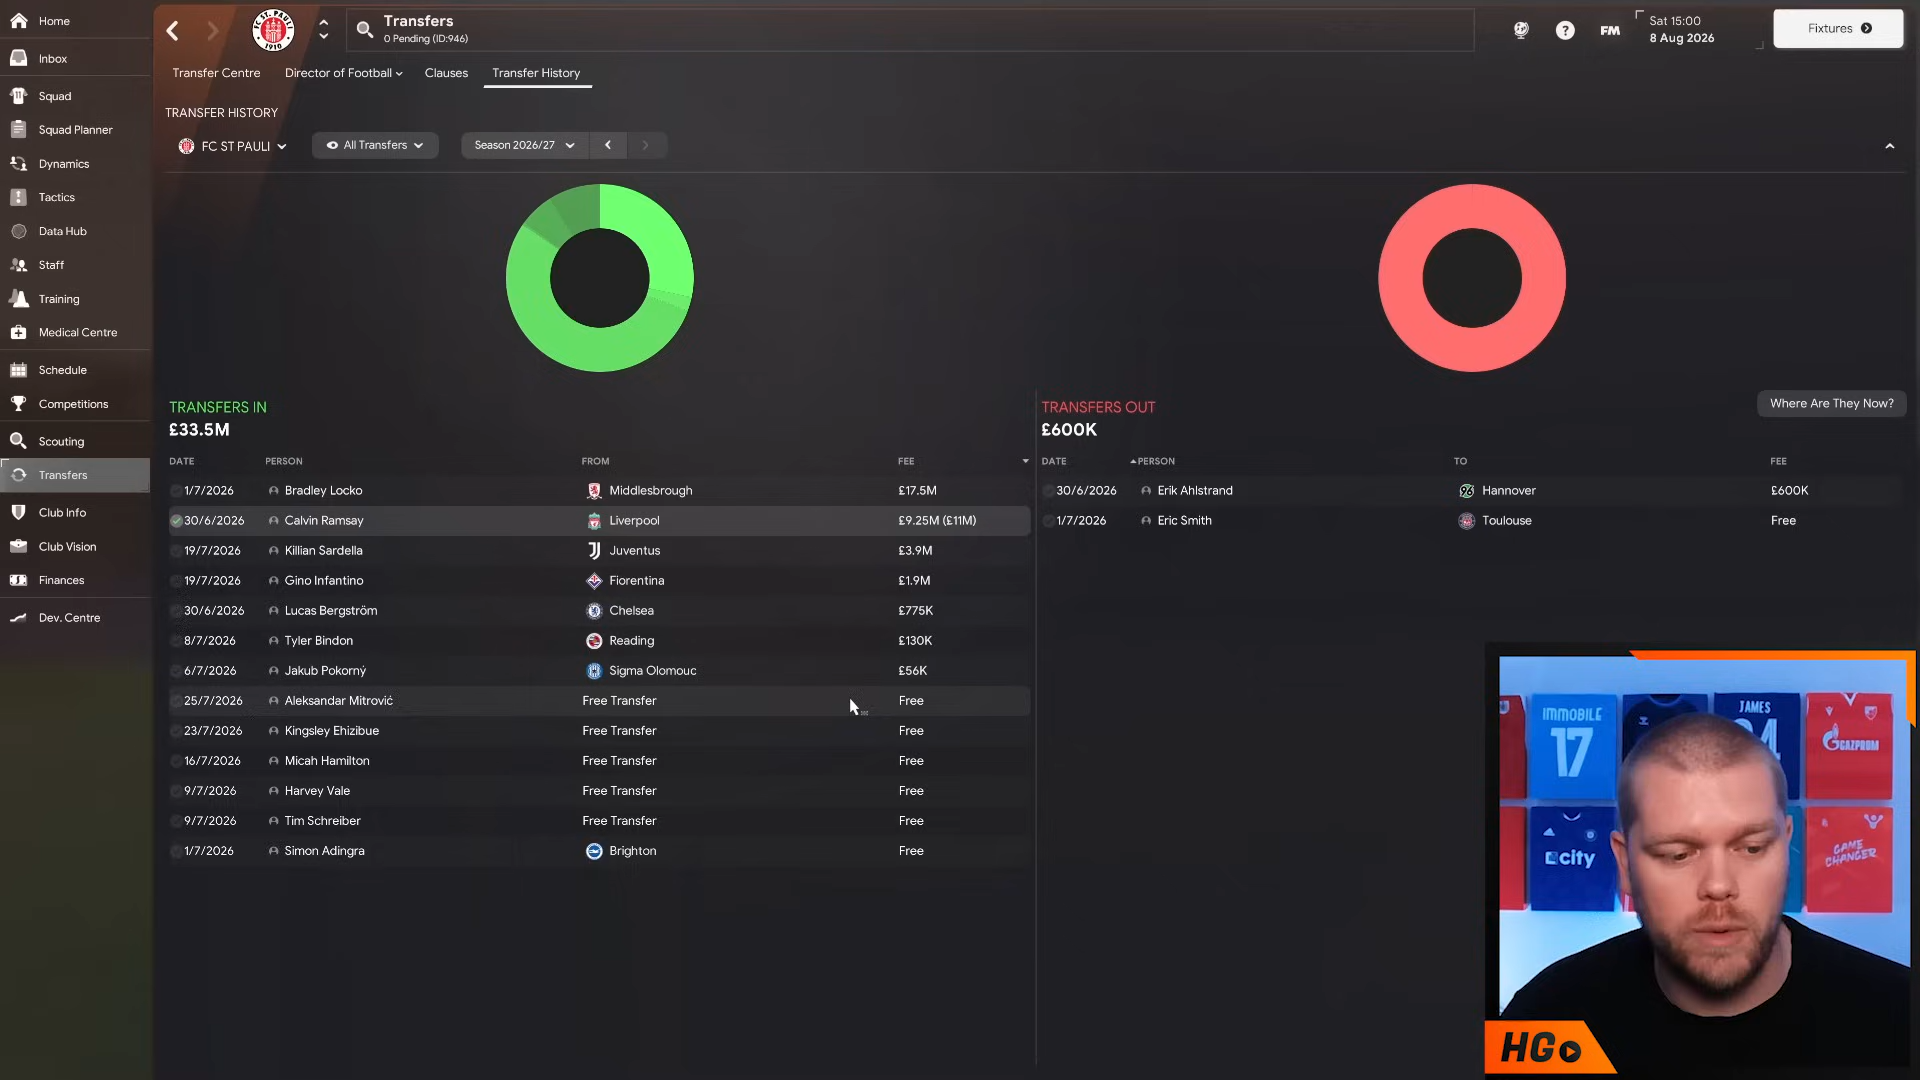 Home
Inbox
Squad
Squad Planner
Dynamics
Tactics
Data Hub
Staff
Training
Medical Centre
Schedule
Competitions
Scouting
Transfers
Club Info
Club Vision
Finances
Dev. Centre
Transfers
0 Pending (ID:946)
FM
Sat 15:00
8 Aug 2026
Fixtures
Transfer Centre Director of Football Clauses Transfer History
TRANSFER HISTORY
FC ST PAULI All Transfers Season 2026/27
TRANSFERS IN
£33.5M
DATE PERSON FROM FEE
1/7/2026 Bradley Locko Middlesbrough £17.5M
30/6/2026 Calvin Ramsay Liverpool £9.25M (£11M)
19/7/2026 Killian Sardella Juventus £3.9M
19/7/2026 Gino Infantino Fiorentina £1.9M
30/6/2026 Lucas Bergström Chelsea £775K
8/7/2026 Tyler Bindon Reading £130K
6/7/2026 Jakub Pokorný Sigma Olomouc £56K
25/7/2026 Aleksandar Mitrović Free Transfer Free
23/7/2026 Kingsley Ehizibue Free Transfer Free
16/7/2026 Micah Hamilton Free Transfer Free
9/7/2026 Harvey Vale Free Transfer Free
9/7/2026 Tim Schreiber Free Transfer Free
1/7/2026 Simon Adingra Brighton Free
TRANSFERS OUT
£600K
Where Are They Now?
DATE PERSON TO FEE
30/6/2026 Erik Ahlstrand Hannover £600K
1/7/2026 Eric Smith Toulouse Free
IMMOBILE
17
JAMES
GAZPROM
city
GAME
CHANGER
HG